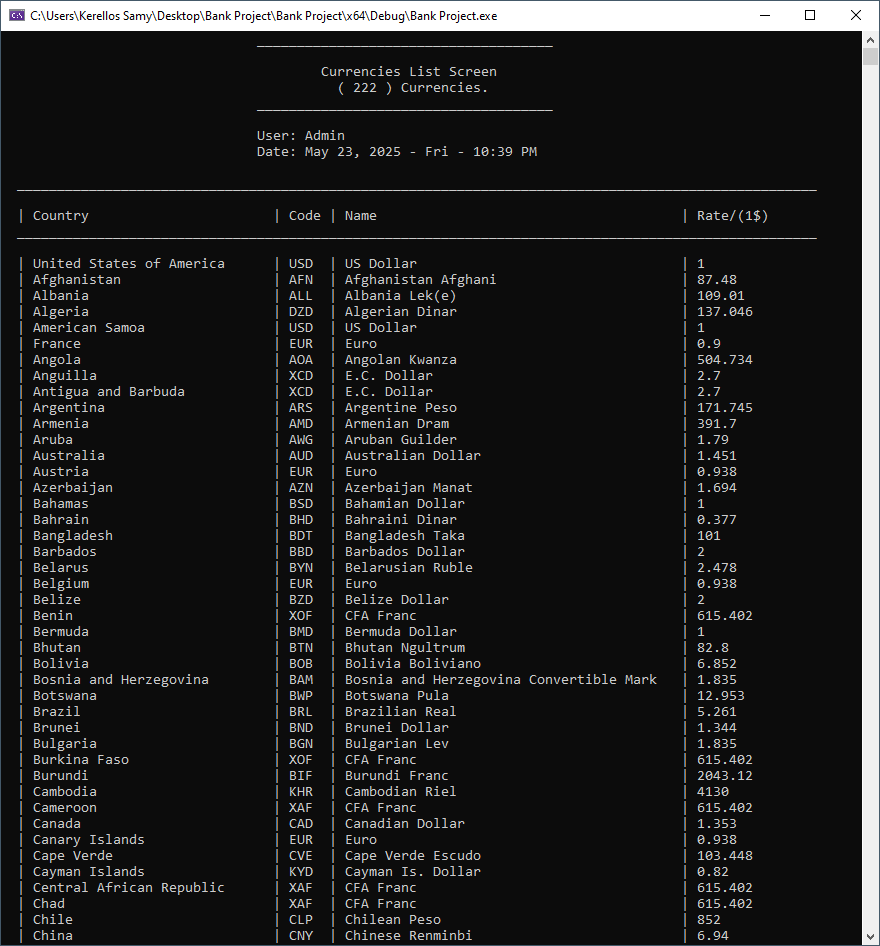 C:\Users\Kerellos Samy\Desktop\Bank Project\Bank Project\x64\Debug\Bank Project.exe
Currencies List Screen
( 222 ) Currencies.
User: Admin
Date: May 23, 2025 - Fri - 10:39 PM
| Country | Code | Name | Rate/(1$)
| United States of America | USD | US Dollar | 1
| Afghanistan | AFN | Afghanistan Afghani | 87.48
| Albania | ALL | Albania Lek(e) | 109.01
| Algeria | DZD | Algerian Dinar | 137.046
| American Samoa | USD | US Dollar | 1
| France | EUR | Euro | 0.9
| Angola | AOA | Angolan Kwanza | 504.734
| Anguilla | XCD | E.C. Dollar | 2.7
| Antigua and Barbuda | XCD | E.C. Dollar | 2.7
| Argentina | ARS | Argentine Peso | 171.745
| Armenia | AMD | Armenian Dram | 391.7
| Aruba | AWG | Aruban Guilder | 1.79
| Australia | AUD | Australian Dollar | 1.451
| Austria | EUR | Euro | 0.938
| Azerbaijan | AZN | Azerbaijan Manat | 1.694
| Bahamas | BSD | Bahamian Dollar | 1
| Bahrain | BHD | Bahraini Dinar | 0.377
| Bangladesh | BDT | Bangladesh Taka | 101
| Barbados | BBD | Barbados Dollar | 2
| Belarus | BYN | Belarusian Ruble | 2.478
| Belgium | EUR | Euro | 0.938
| Belize | BZD | Belize Dollar | 2
| Benin | XOF | CFA Franc | 615.402
| Bermuda | BMD | Bermuda Dollar | 1
| Bhutan | BTN | Bhutan Ngultrum | 82.8
| Bolivia | BOB | Bolivia Boliviano | 6.852
| Bosnia and Herzegovina | BAM | Bosnia and Herzegovina Convertible Mark | 1.835
| Botswana | BWP | Botswana Pula | 12.953
| Brazil | BRL | Brazilian Real | 5.261
| Brunei | BND | Brunei Dollar | 1.344
| Bulgaria | BGN | Bulgarian Lev | 1.835
| Burkina Faso | XOF | CFA Franc | 615.402
| Burundi | BIF | Burundi Franc | 2043.12
| Cambodia | KHR | Cambodian Riel | 4130
| Cameroon | XAF | CFA Franc | 615.402
| Canada | CAD | Canadian Dollar | 1.353
| Canary Islands | EUR | Euro | 0.938
| Cape Verde | CVE | Cape Verde Escudo | 103.448
| Cayman Islands | KYD | Cayman Is. Dollar | 0.82
| Central African Republic | XAF | CFA Franc | 615.402
| Chad | XAF | CFA Franc | 615.402
| Chile | CLP | Chilean Peso | 852
| China | CNY | Chinese Renminbi | 6.94